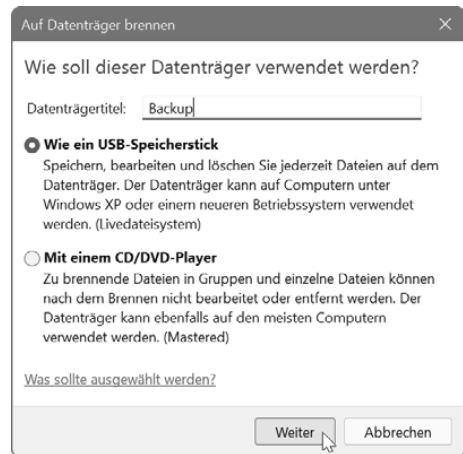 Auf Datenträger brennen
Wie soll dieser Datenträger verwendet werden?
Datenträgertitel: Backup
Wie ein USB-Speicherstick
Speichern, bearbeiten und löschen Sie jederzeit Dateien auf dem
Datenträger. Der Datenträger kann auf Computern unter
Windows XP oder einem neueren Betriebssystem verwendet
werden. (Livedateisystem)
Mit einem CD/DVD-Player
Zu brennende Dateien in Gruppen und einzelne Dateien können
nach dem Brennen nicht bearbeitet oder entfernt werden. Der
Datenträger kann ebenfalls auf den meisten Computern
verwendet werden. (Mastered)
Was sollte ausgewählt werden?
Weiter Abbrechen